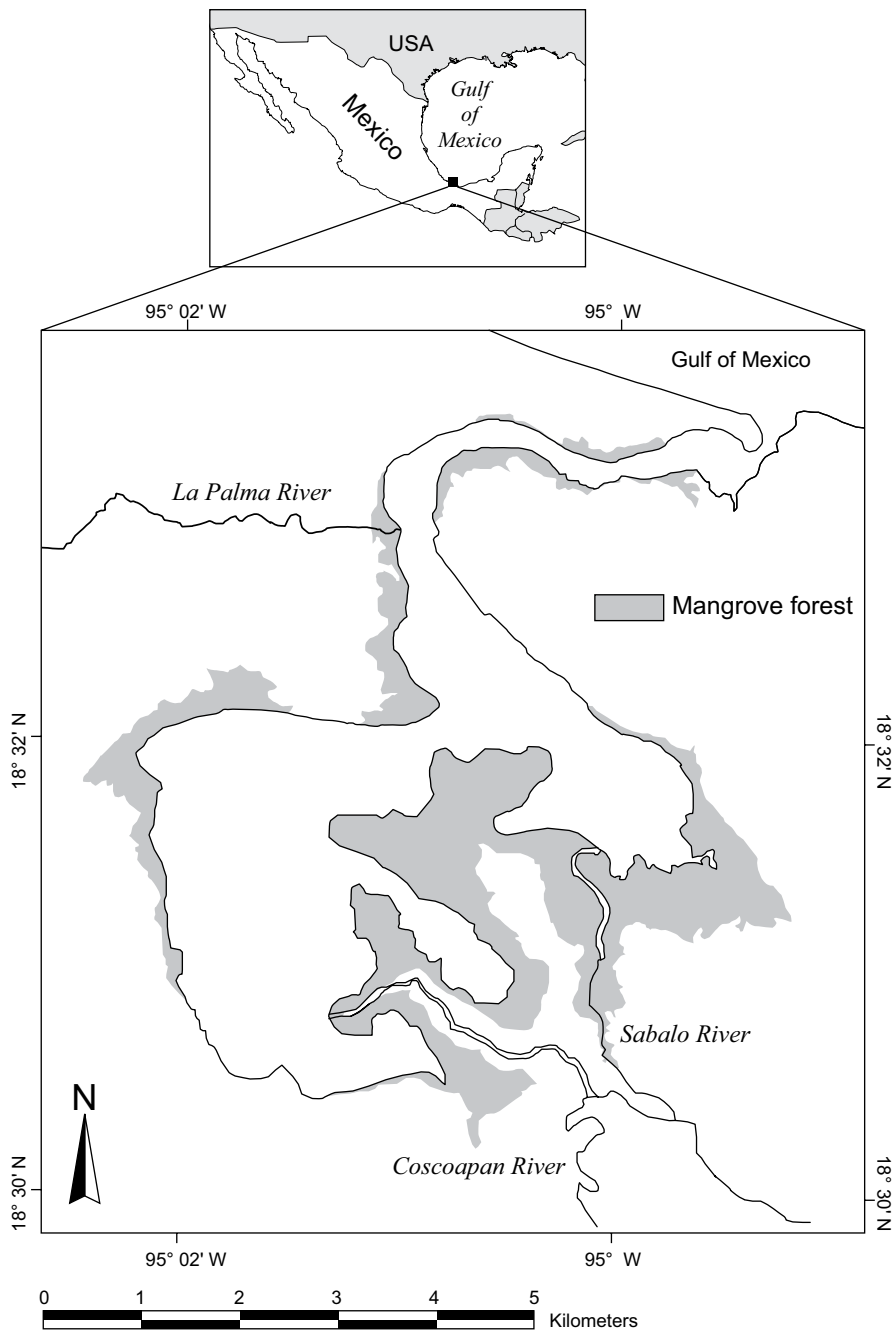 USA
Mexico
Gulf
of
Mexico
95° 02' W
95° W
Gulf of Mexico
La Palma River
Mangrove forest
18° 32' N
18° 32' N
Sabalo River
N
Coscoapan River
18° 30' N
18° 30' N
95° 02' W
95° W
0 1 2 3 4 5
Kilometers